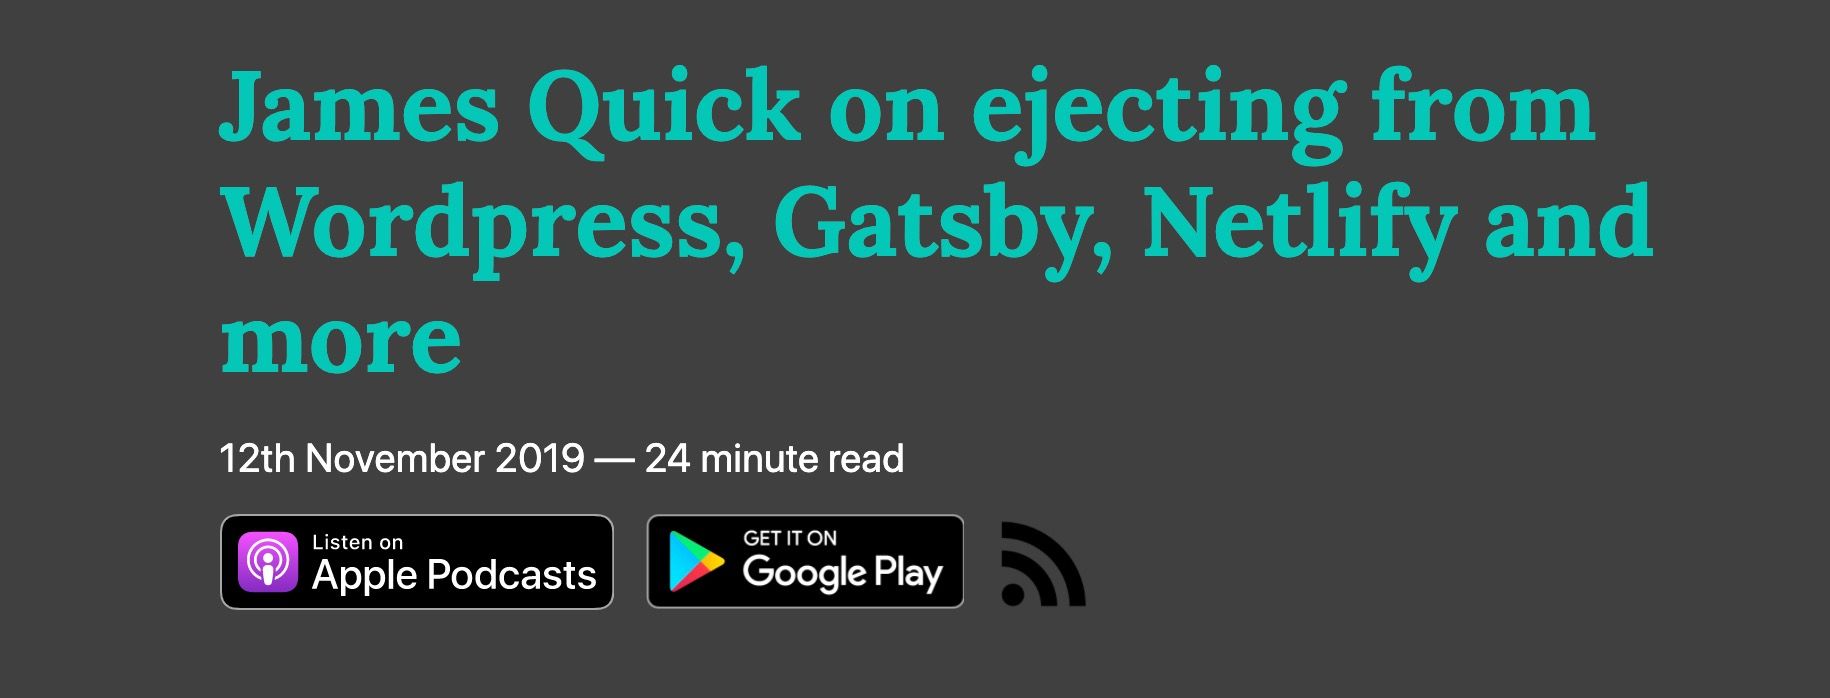 James Quick on ejecting from
Wordpress, Gatsby, Netlify and
more
12th November 2019 — 24 minute read
Listen on
Apple Podcasts
GET IT ON
Google Play